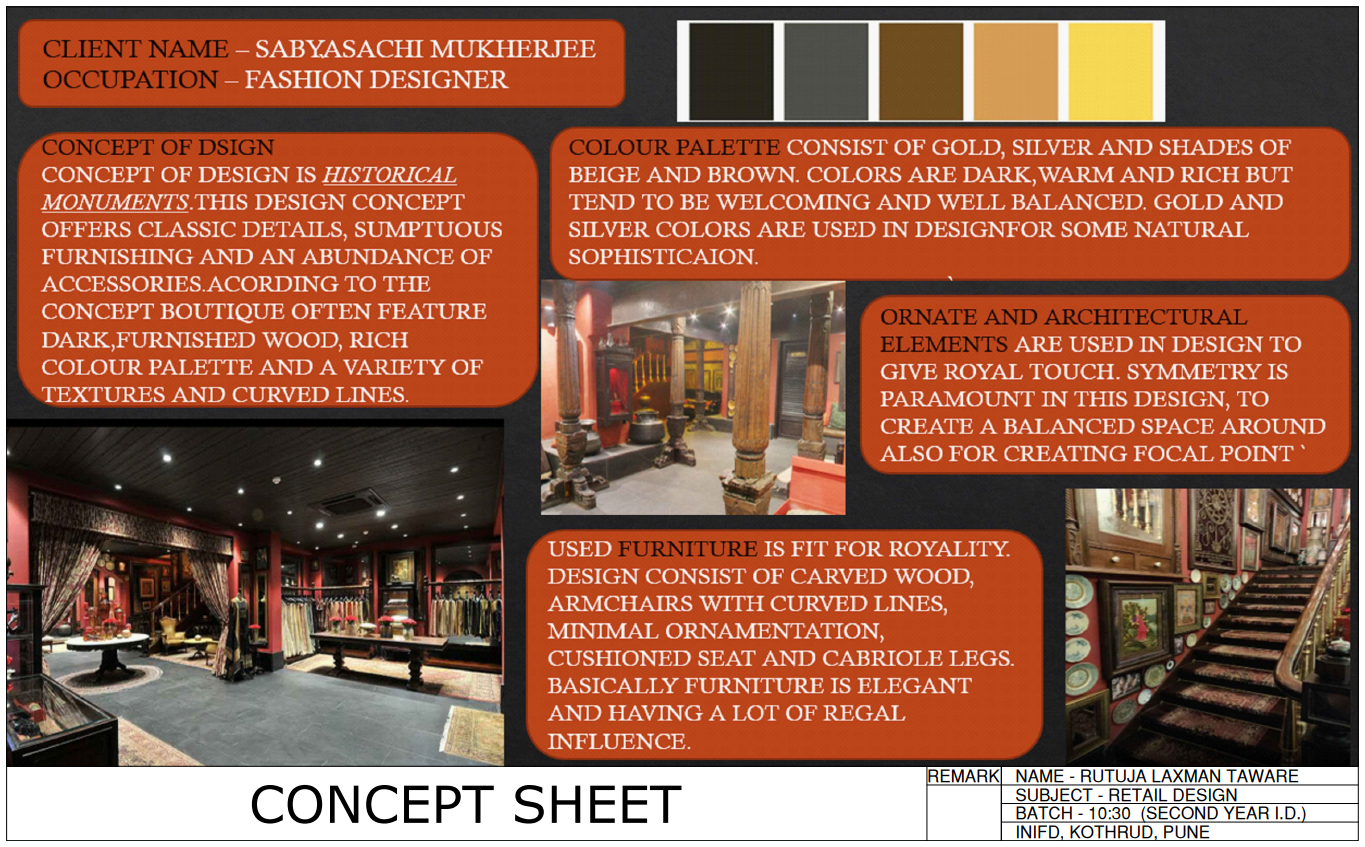 CLIENT NAME – SABYASACHI MUKHERJEE
OCCUPATION – FASHION DESIGNER
CONCEPT OF DSIGN
CONCEPT OF DESIGN IS HISTORICAL
MONUMENTS.THIS DESIGN CONCEPT
OFFERS CLASSIC DETAILS, SUMPTUOUS
FURNISHING AND AN ABUNDANCE OF
ACCESSORIES.ACORDING TO THE
CONCEPT BOUTIQUE OFTEN FEATURE
DARK,FURNISHED WOOD, RICH
COLOUR PALETTE AND A VARIETY OF
TEXTURES AND CURVED LINES.
COLOUR PALETTE CONSIST OF GOLD, SILVER AND SHADES OF
BEIGE AND BROWN. COLORS ARE DARK,WARM AND RICH BUT
TEND TO BE WELCOMING AND WELL BALANCED. GOLD AND
SILVER COLORS ARE USED IN DESIGNFOR SOME NATURAL
SOPHISTICAION.
`
ORNATE AND ARCHITECTURAL
ELEMENTS ARE USED IN DESIGN TO
GIVE ROYAL TOUCH. SYMMETRY IS
PARAMOUNT IN THIS DESIGN, TO
CREATE A BALANCED SPACE AROUND
ALSO FOR CREATING FOCAL POINT `
USED FURNITURE IS FIT FOR ROYALITY.
DESIGN CONSIST OF CARVED WOOD,
ARMCHAIRS WITH CURVED LINES,
MINIMAL ORNAMENTATION,
CUSHIONED SEAT AND CABRIOLE LEGS.
BASICALLY FURNITURE IS ELEGANT
AND HAVING A LOT OF REGAL
INFLUENCE.
CONCEPT SHEET
REMARK
NAME - RUTUJA LAXMAN TAWARE
SUBJECT - RETAIL DESIGN
BATCH - 10:30 (SECOND YEAR I.D.)
INIFD, KOTHRUD, PUNE